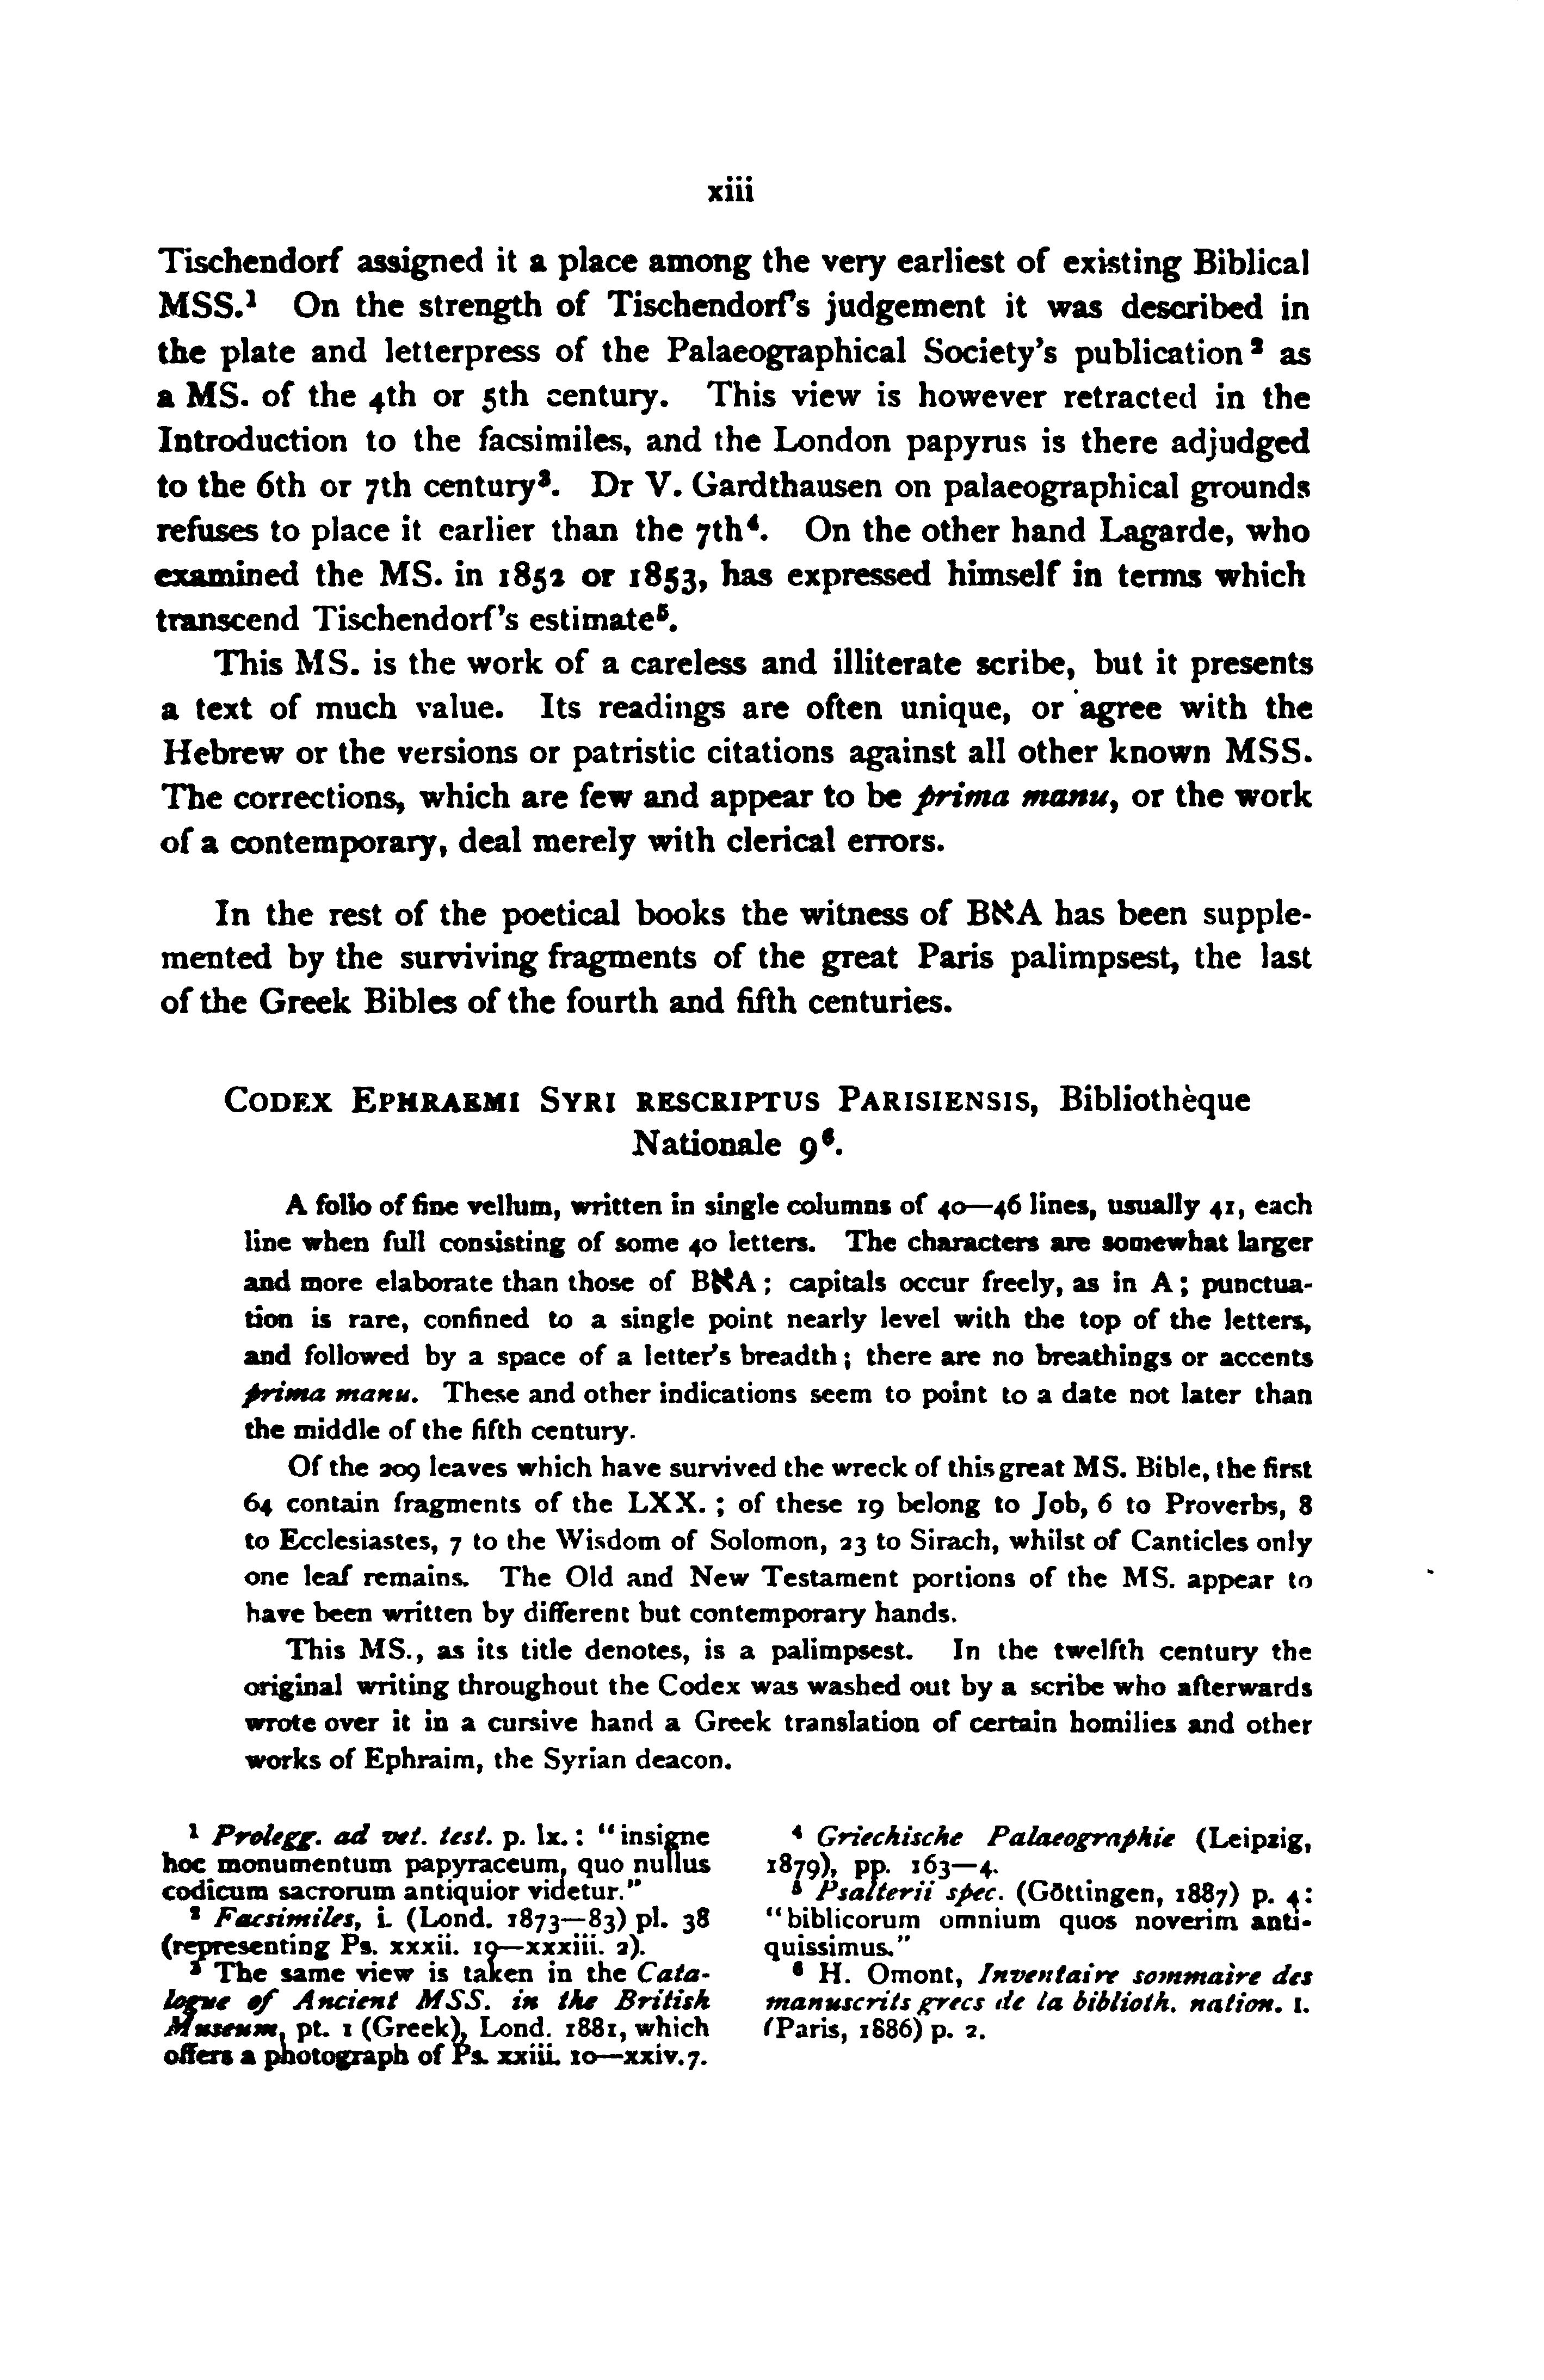 xiii
Tischendorf assigned it a place among the very earliest of existing Biblical
MSS.¹ On the strength of Tischendorf's judgement it was described in
the plate and letterpress of the Palaeographical Society's publication² as
a MS. of the 4th or 5th century. This view is however retracted in the
Introduction to the facsimiles, and the London papyrus is there adjudged
to the 6th or 7th century³. Dr V. Gardthausen on palaeographical grounds
refuses to place it earlier than the 7th⁴. On the other hand Lagarde, who
examined the MS. in 1852 or 1853, has expressed himself in terms which
transcend Tischendorf's estimate⁵.
This MS. is the work of a careless and illiterate scribe, but it presents
a text of much value. Its readings are often unique, or agree with the
Hebrew or the versions or patristic citations against all other known MSS.
The corrections, which are few and appear to be prima manu, or the work
of a contemporary, deal merely with clerical errors.
In the rest of the poetical books the witness of BאA has been supple-
mented by the surviving fragments of the great Paris palimpsest, the last
of the Greek Bibles of the fourth and fifth centuries.
CODEX EPHRAEMI SYRI RESCRIPTUS PARISIENSIS, Bibliothèque
Nationale 9⁶.
A folio of fine vellum, written in single columns of 40—46 lines, usually 41, each
line when full consisting of some 40 letters. The characters are somewhat larger
and more elaborate than those of BאA; capitals occur freely, as in A; punctua-
tion is rare, confined to a single point nearly level with the top of the letters,
and followed by a space of a letter's breadth; there are no breathings or accents
prima manu. These and other indications seem to point to a date not later than
the middle of the fifth century.
Of the 209 leaves which have survived the wreck of this great MS. Bible, the first
64 contain fragments of the LXX.; of these 19 belong to Job, 6 to Proverbs, 8
to Ecclesiastes, 7 to the Wisdom of Solomon, 23 to Sirach, whilst of Canticles only
one leaf remains. The Old and New Testament portions of the MS. appear to
have been written by different but contemporary hands.
This MS., as its title denotes, is a palimpsest. In the twelfth century the
original writing throughout the Codex was washed out by a scribe who afterwards
wrote over it in a cursive hand a Greek translation of certain homilies and other
works of Ephraim, the Syrian deacon.
¹ Prolegg. ad vet. test. p. lx.: "insigne
hoc monumentum papyraceum, quo nullus
codicum sacrorum antiquior videtur."
² Facsimiles, i. (Lond. 1873—83) pl. 38
(representing Ps. xxxii. 19—xxxiii. 2).
³ The same view is taken in the Cata-
logue of Ancient MSS. in the British
Museum, pt. 1 (Greek), Lond. 1881, which
offers a photograph of Ps. xxiii. 10—xxiv. 7.
⁴ Griechische Palaeographie (Leipzig,
1879), pp. 163—4.
⁵ Psalterii spec. (Göttingen, 1887) p. 4:
"biblicorum omnium quos noverim anti-
quissimus."
⁶ H. Omont, Inventaire sommaire des
manuscrits grecs de la biblioth. nation. 1.
(Paris, 1886) p. 2.